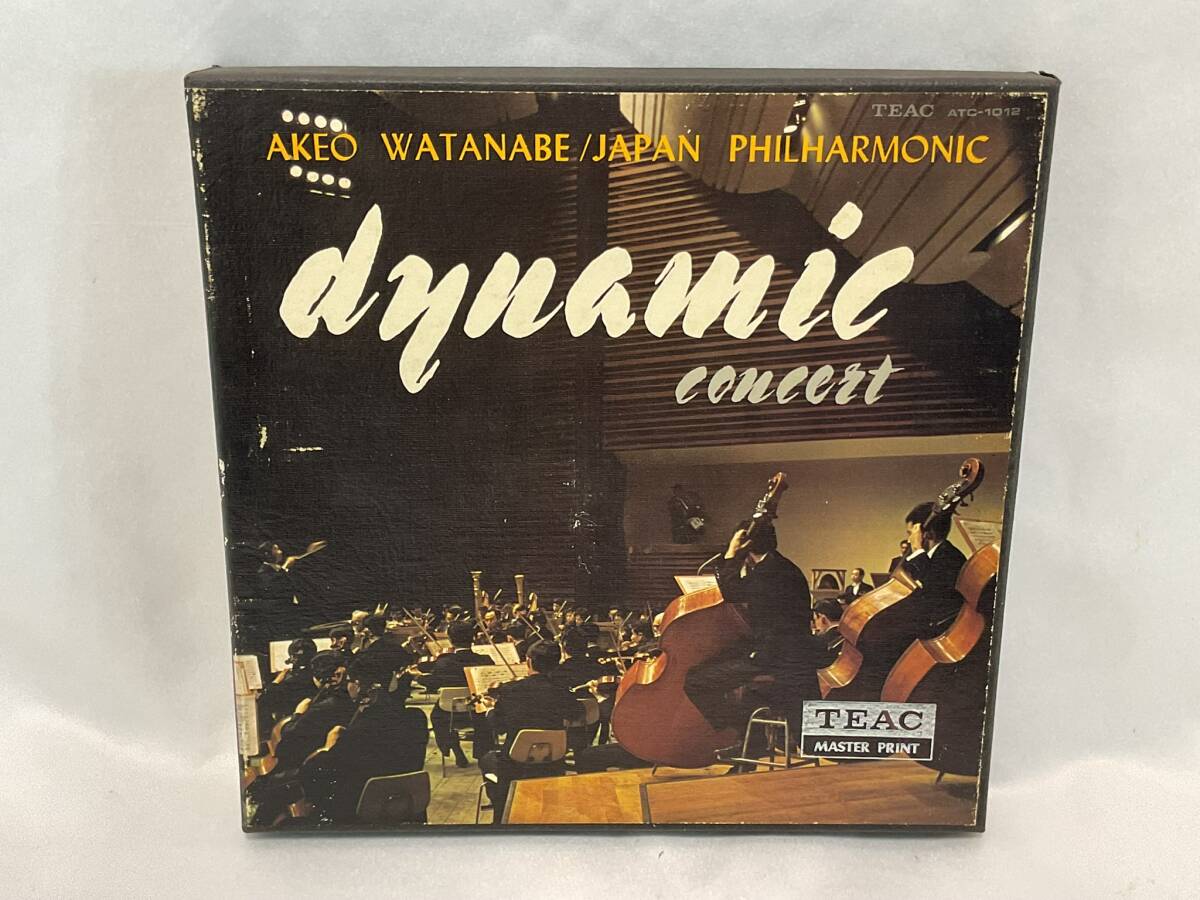 TEAC ATC-1012
AKEO WATANABE/JAPAN PHILHARMONIC
dynamic
concert
TEAC
MASTER PRINT